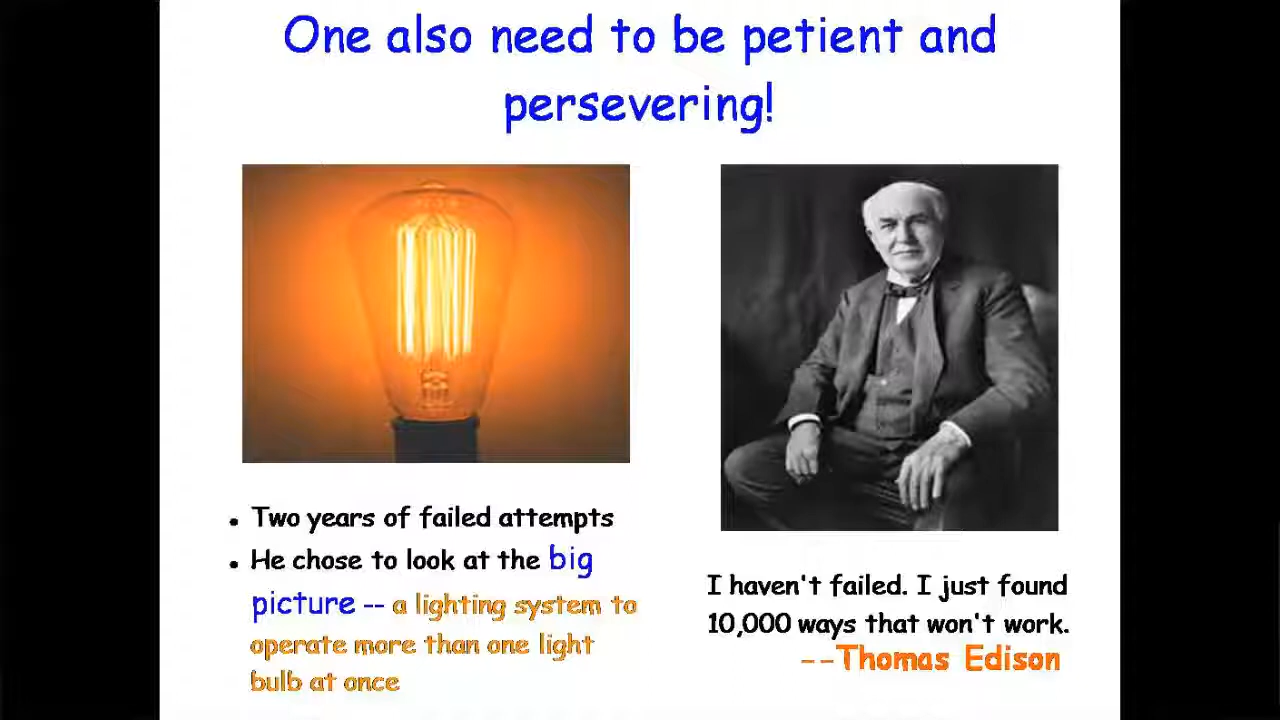 One also need to be petient and
persevering!
• Two years of failed attempts
• He chose to look at the big
picture -- a lighting system to
operate more than one light
bulb at once
I haven't failed. I just found
10,000 ways that won't work.
--Thomas Edison